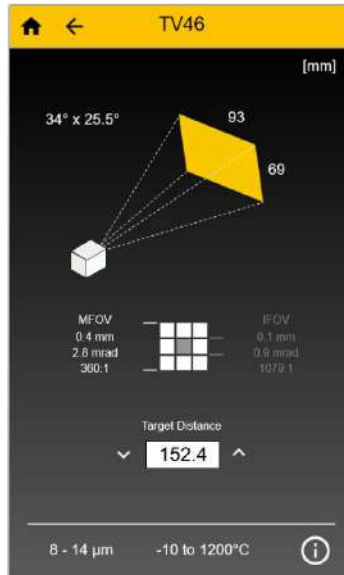 TV46
[mm]
34° x 25.5°
93
69
MFOV
0.4 mm
2.8 mrad
360:1
IFOV
0.1 mm
0.9 mrad
1079:1
Target Distance
152.4
8 - 14 µm
-10 to 1200°C